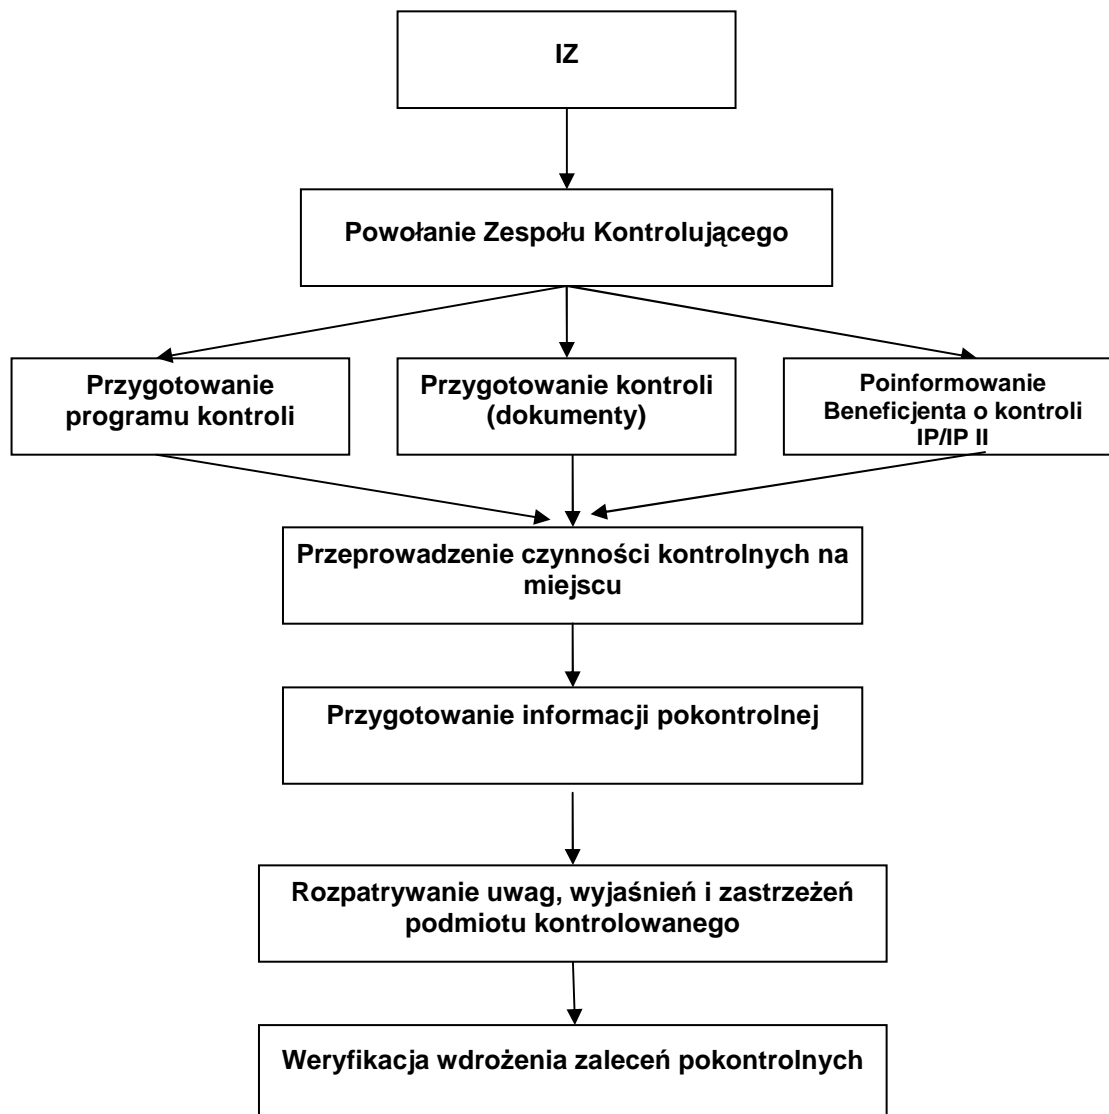 IZ
Powołanie Zespołu Kontrolującego
Przygotowanie
programu kontroli
Przygotowanie kontroli
(dokumenty)
Poinformowanie
Beneficjenta o kontroli
IP/IP II
Przeprowadzenie czynności kontrolnych na
miejscu
Przygotowanie informacji pokontrolnej
Rozpatrywanie uwag, wyjaśnień i zastrzeżeń
podmiotu kontrolowanego
Weryfikacja wdrożenia zaleceń pokontrolnych